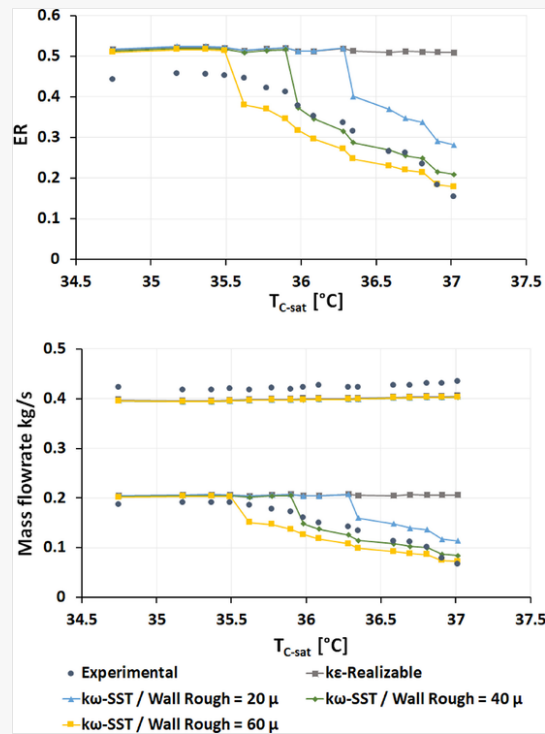 0.6
0.5
0.4
0.3
0.2
0.1
0
ER
34.5 35 35.5 36 36.5 37 37.5
T_C-sat [°C]
0.5
0.4
0.3
0.2
0.1
0
Mass flowrate kg/s
34.5 35 35.5 36 36.5 37 37.5
T_C-sat [°C]
Experimental kε-Realizable
kω-SST / Wall Rough = 20 μ kω-SST / Wall Rough = 40 μ
kω-SST / Wall Rough = 60 μ